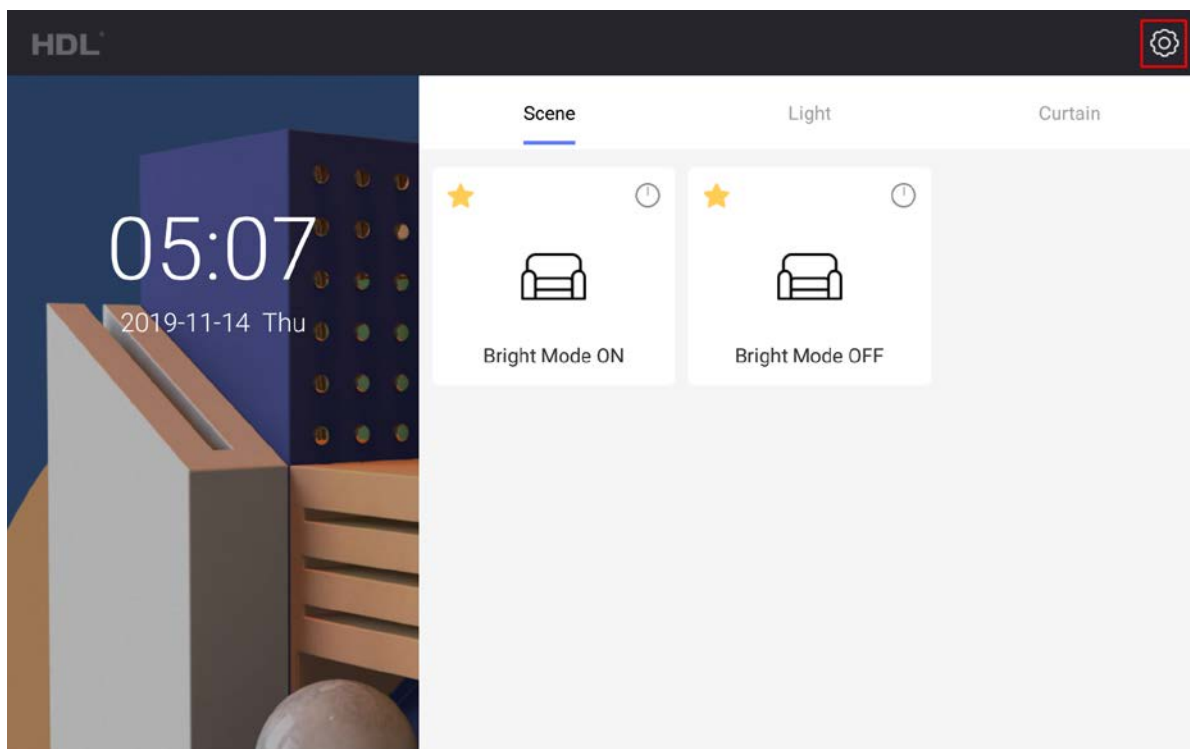 HDL
Scene
Light
Curtain
05:07
2019-11-14 Thu
Bright Mode ON
Bright Mode OFF